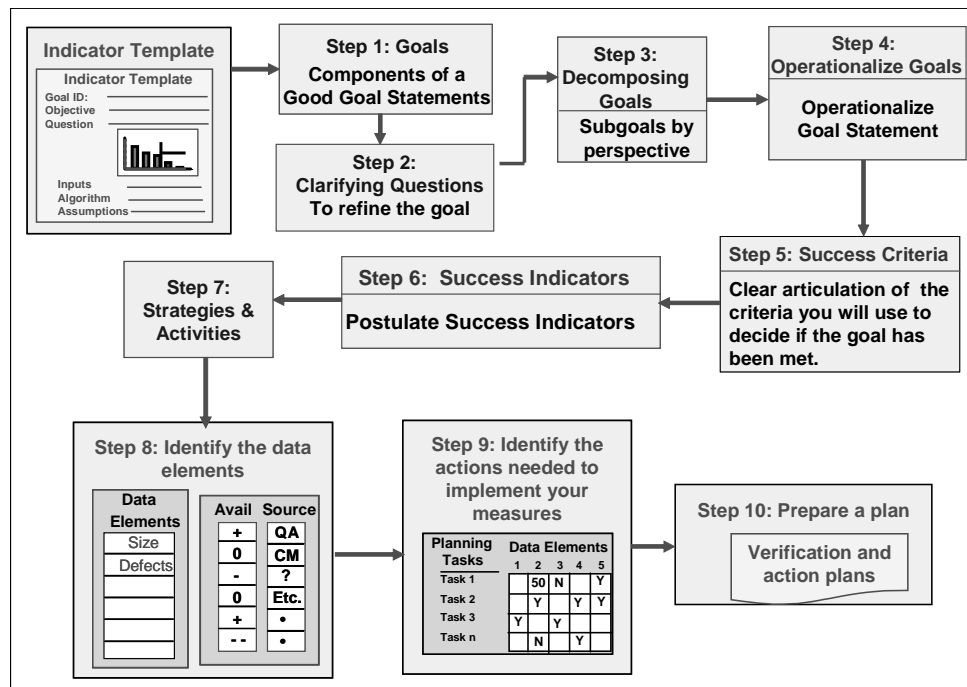 Indicator Template
Indicator Template
Goal ID:
Objective
Question
Inputs
Algorithm
Assumptions
Step 1: Goals
Components of a
Good Goal Statements
Step 2:
Clarifying Questions
To refine the goal
Step 3:
Decomposing
Goals
Subgoals by
perspective
Step 4:
Operationalize Goals
Operationalize
Goal Statement
Step 5: Success Criteria
Clear articulation of the
criteria you will use to
decide if the goal has
been met.
Step 6: Success Indicators
Postulate Success Indicators
Step 7:
Strategies &
Activities
Step 8: Identify the data
elements
Data
Elements
Size
Defects
Avail Source
+ QA
0 CM
- ?
0 Etc.
+ •
-- •
Step 9: Identify the
actions needed to
implement your
measures
Planning
Tasks
Data Elements
1 2 3 4 5
Task 1 50 N Y
Task 2 Y Y Y
Task 3 Y Y
Task n N Y
Step 10: Prepare a plan
Verification and
action plans